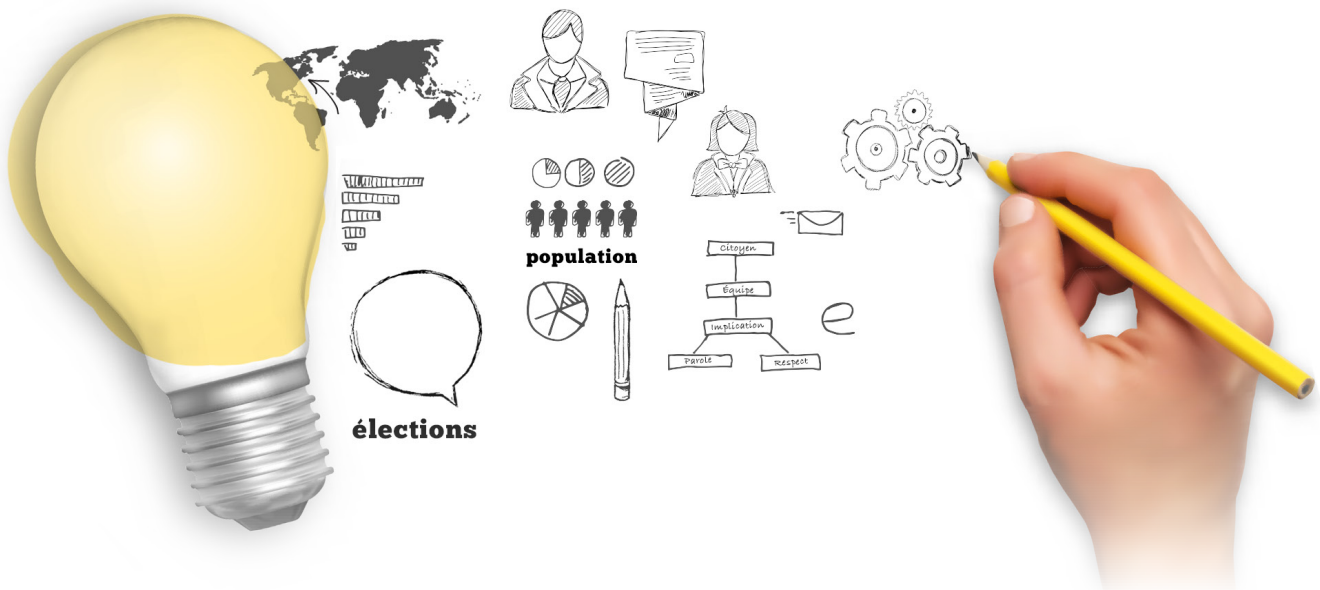 population
Citoyen
Équipe
Implication
Parole
Respect
e
élections